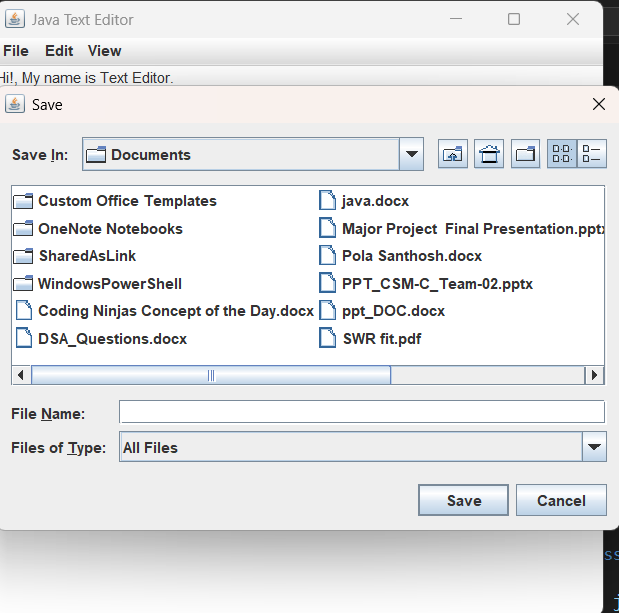 Java Text Editor
File Edit View
Hi!, My name is Text Editor.
Save
Save In: Documents
Custom Office Templates
OneNote Notebooks
SharedAsLink
WindowsPowerShell
Coding Ninjas Concept of the Day.docx
DSA_Questions.docx
java.docx
Major Project Final Presentation.pptx
Pola Santhosh.docx
PPT_CSM-C_Team-02.pptx
ppt_DOC.docx
SWR fit.pdf
File Name:
Files of Type: All Files
Save Cancel